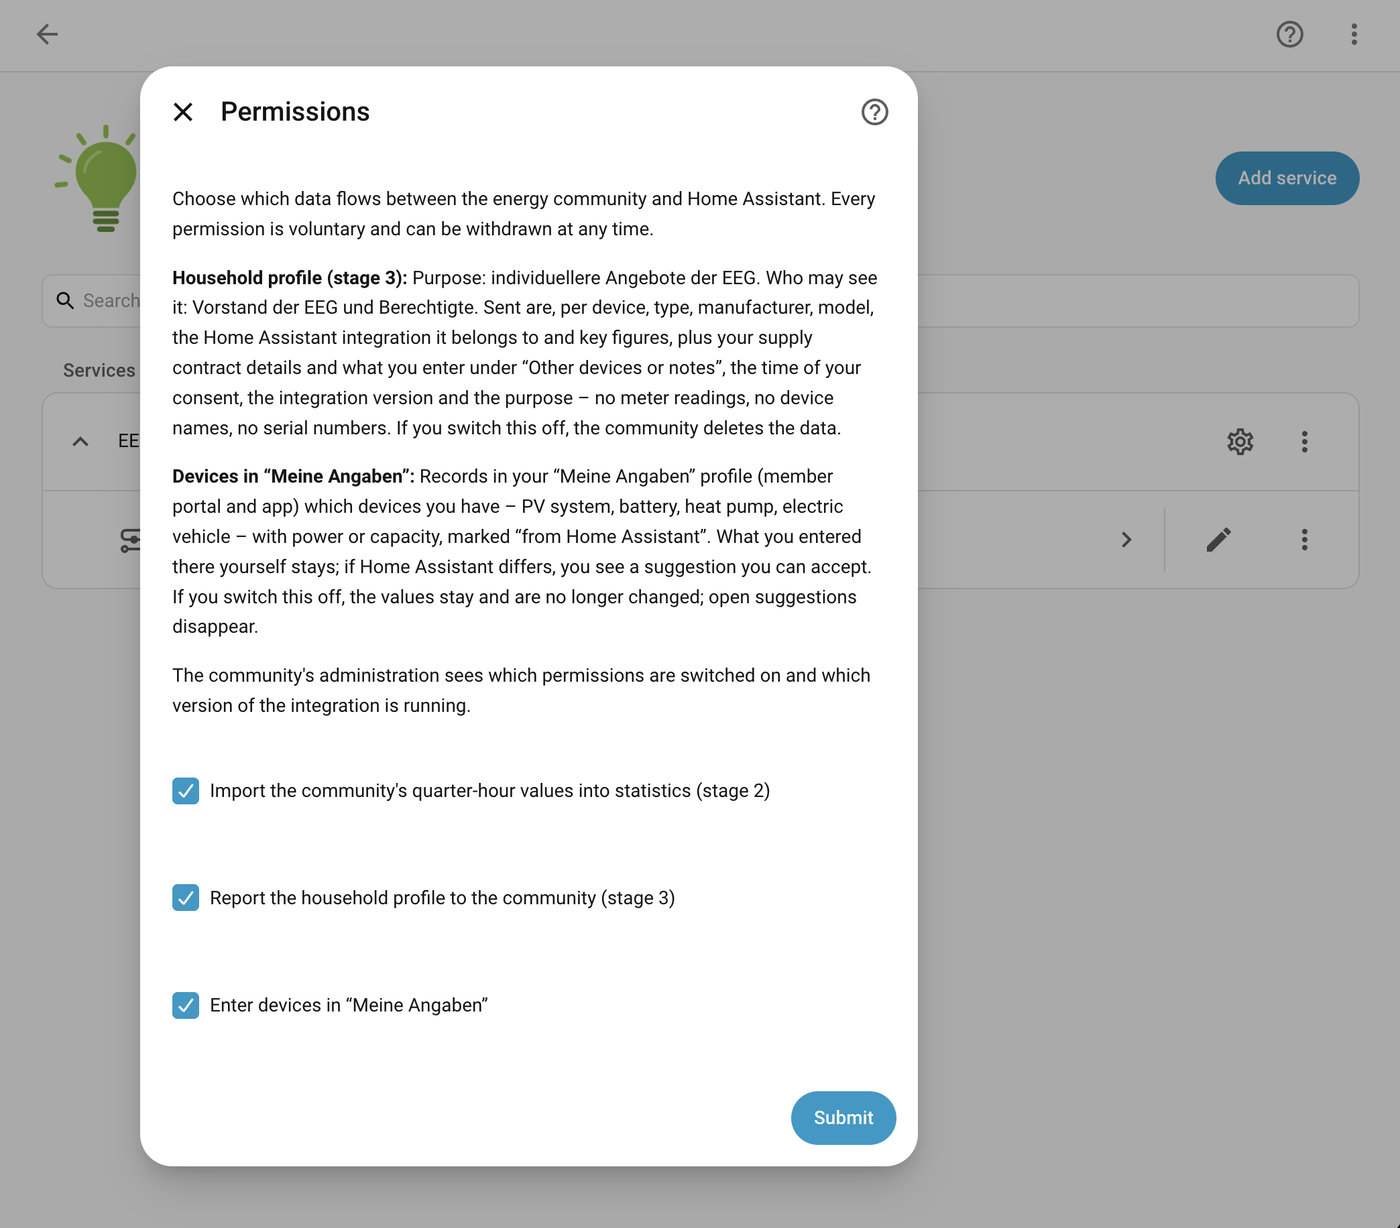 Permissions
Add service
Choose which data flows between the energy community and Home Assistant. Every
permission is voluntary and can be withdrawn at any time.
Household profile (stage 3): Purpose: individuellere Angebote der EEG. Who may see
it: Vorstand der EEG und Berechtigte. Sent are, per device, type, manufacturer, model,
the Home Assistant integration it belongs to and key figures, plus your supply
contract details and what you enter under “Other devices or notes”, the time of your
consent, the integration version and the purpose – no meter readings, no device
names, no serial numbers. If you switch this off, the community deletes the data.
Search
Services
EE
Devices in “Meine Angaben”: Records in your “Meine Angaben” profile (member
portal and app) which devices you have – PV system, battery, heat pump, electric
vehicle – with power or capacity, marked “from Home Assistant”. What you entered
there yourself stays; if Home Assistant differs, you see a suggestion you can accept.
If you switch this off, the values stay and are no longer changed; open suggestions
disappear.
The community's administration sees which permissions are switched on and which
version of the integration is running.
Import the community's quarter-hour values into statistics (stage 2)
Report the household profile to the community (stage 3)
Enter devices in “Meine Angaben”
Submit